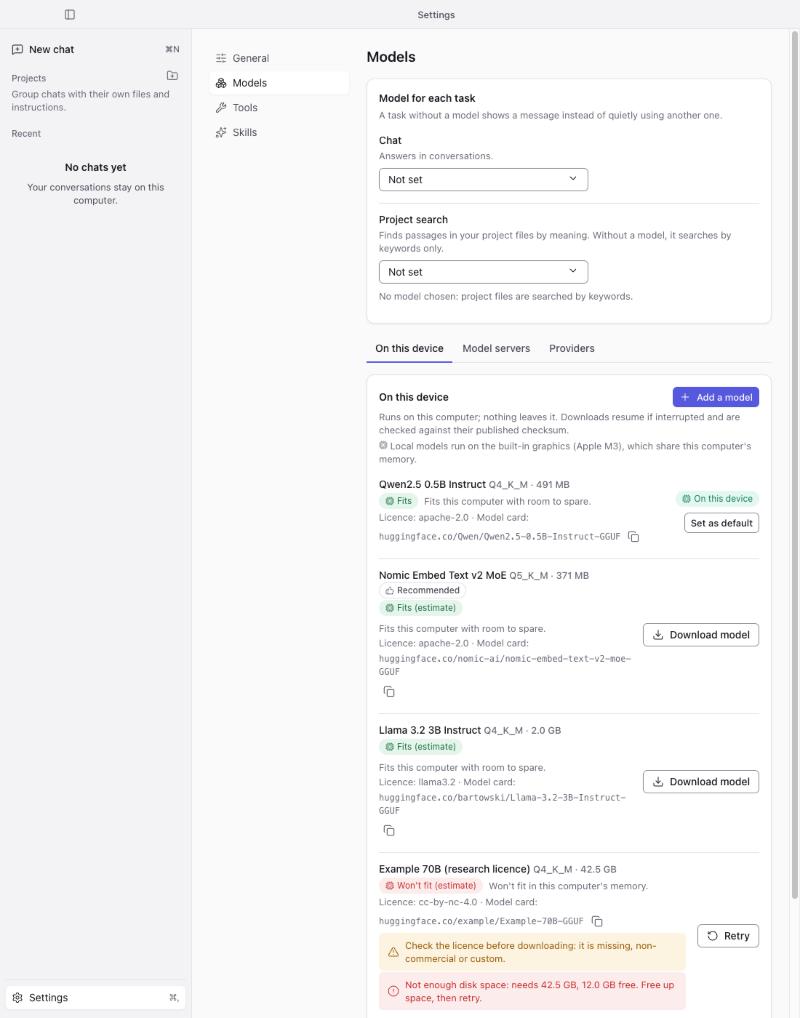 Settings
New chat
⌘N
Projects
Group chats with their own files and
instructions.
Recent
No chats yet
Your conversations stay on this
computer.
Settings
⌘,
General
Models
Tools
Skills
Models
Model for each task
A task without a model shows a message instead of quietly using another one.
Chat
Answers in conversations.
Not set
Project search
Finds passages in your project files by meaning. Without a model, it searches by
keywords only.
Not set
No model chosen: project files are searched by keywords.
On this device
Model servers
Providers
On this device
Add a model
Runs on this computer; nothing leaves it. Downloads resume if interrupted and are
checked against their published checksum.
Local models run on the built-in graphics (Apple M3), which share this computer's
memory.
Qwen2.5 0.5B Instruct Q4_K_M · 491 MB
Fits Fits this computer with room to spare.
Licence: apache-2.0 · Model card:
huggingface.co/Qwen/Qwen2.5-0.5B-Instruct-GGUF
On this device
Set as default
Nomic Embed Text v2 MoE Q5_K_M · 371 MB
Recommended
Fits (estimate)
Fits this computer with room to spare.
Licence: apache-2.0 · Model card:
huggingface.co/nomic-ai/nomic-embed-text-v2-moe-
GGUF
Download model
Llama 3.2 3B Instruct Q4_K_M · 2.0 GB
Fits (estimate)
Fits this computer with room to spare.
Licence: llama3.2 · Model card:
huggingface.co/bartowski/Llama-3.2-3B-Instruct-
GGUF
Download model
Example 70B (research licence) Q4_K_M · 42.5 GB
Won't fit (estimate) Won't fit in this computer's memory.
Licence: cc-by-nc-4.0 · Model card:
huggingface.co/example/Example-70B-GGUF
Check the licence before downloading: it is missing, non-
commercial or custom.
Not enough disk space: needs 42.5 GB, 12.0 GB free. Free up
space, then retry.
Retry